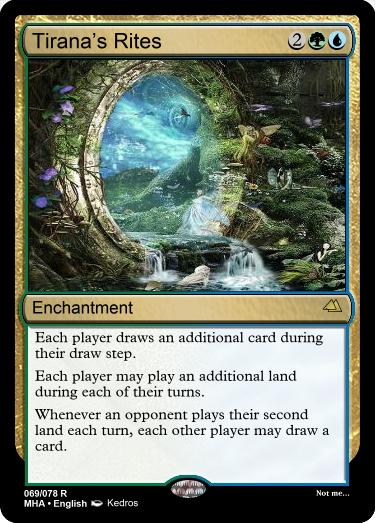 Tirana's Rites 2
Enchantment
Each player draws an additional card during
their draw step.
Each player may play an additional land
during each of their turns.
Whenever an opponent plays their second
land each turn, each other player may draw a
card.
069/078 R
MHA • English Kedros
Not me...